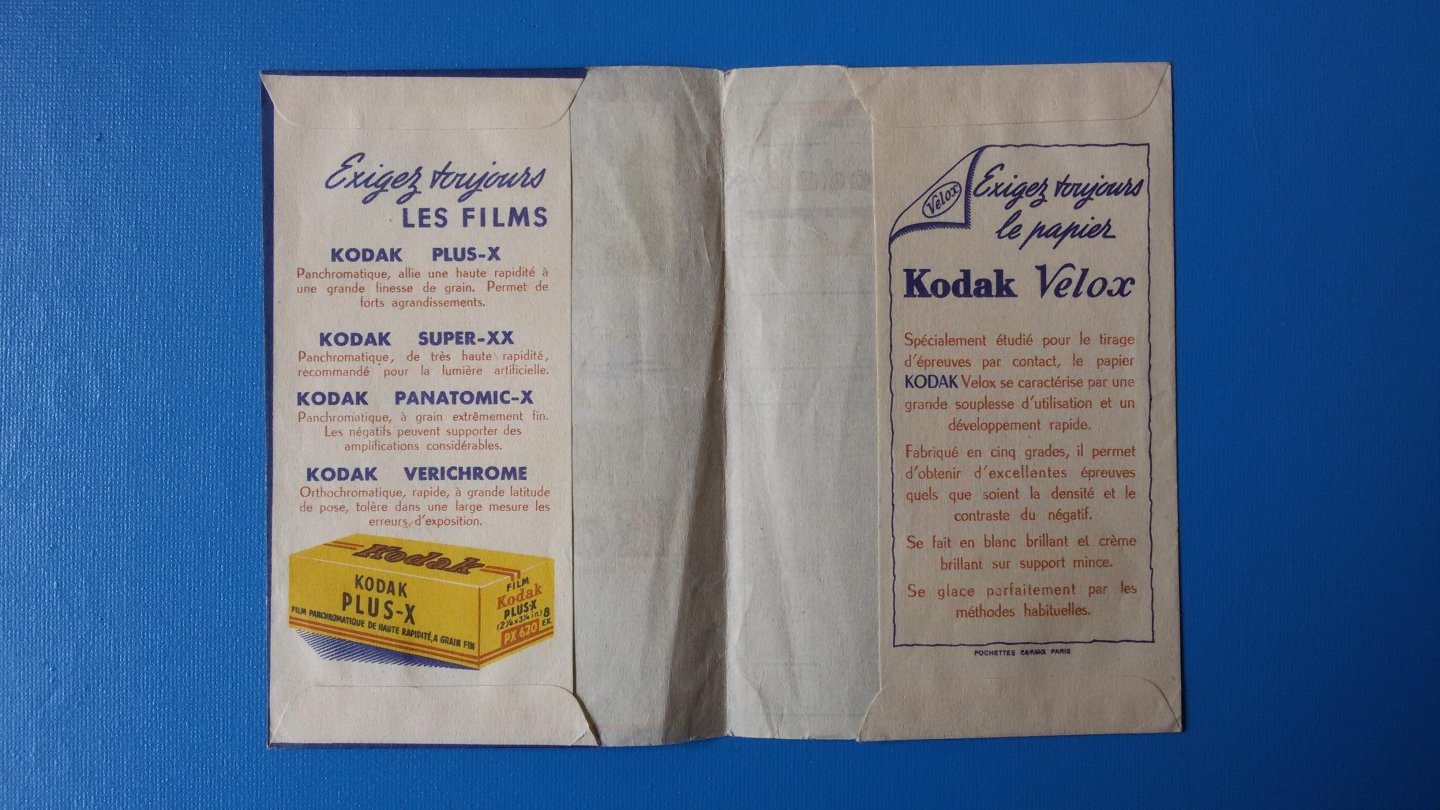 Exigez toujours
LES FILMS
KODAK PLUS-X
Panchromatique, allie une haute rapidité à
une grande finesse de grain. Permet de
forts agrandissements.
KODAK SUPER-XX
Panchromatique, de très haute rapidité,
recommandé pour la lumière artificielle.
KODAK PANATOMIC-X
Panchromatique, à grain extrêmement fin.
Les négatifs peuvent supporter des
amplifications considérables.
KODAK VERICHROME
Orthochromatique, rapide, à grande latitude
de pose, tolère dans une large mesure les
erreurs d'exposition.
Kodak
KODAK
PLUS-X
FILM PANCHROMATIQUE DE HAUTE RAPIDITÉ, A GRAIN FIN
FILM
Kodak
PLUS-X
(2¼ x 3¼ in) 8
PX 620 EX.
Velox
Exigez toujours
le papier
Kodak Velox
Spécialement étudié pour le tirage
d'épreuves par contact, le papier
KODAK Velox se caractérise par une
grande souplesse d'utilisation et un
développement rapide.
Fabriqué en cinq grades, il permet
d'obtenir d'excellentes épreuves
quels que soient la densité et le
contraste du négatif.
Se fait en blanc brillant et crème
brillant sur support mince.
Se glace parfaitement par les
méthodes habituelles.
POCHETTES cenpa PARIS